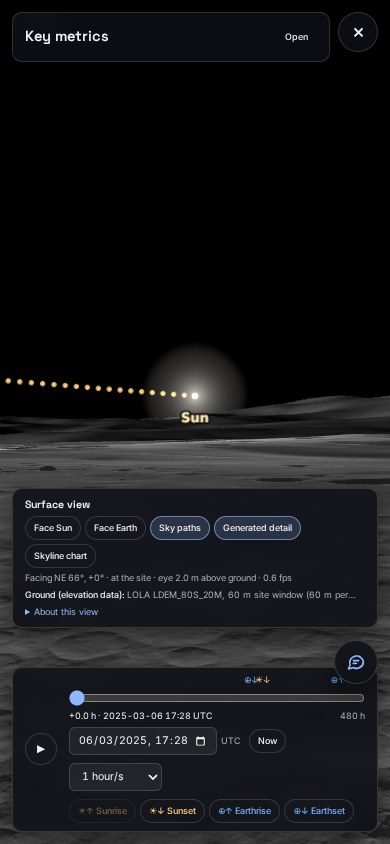 Key metrics
Open
Sun
Surface view
Face Sun
Face Earth
Sky paths
Generated detail
Skyline chart
Facing NE 66°, +0° · at the site · eye 2.0 m above ground · 0.6 fps
Ground (elevation data): LOLA LDEM_80S_20M, 60 m site window (60 m per...
▶ About this view
⊕↓☀↓ ⊕↑
+0.0 h · 2025-03-06 17:28 UTC
480 h
06/03/2025, 17:28
UTC
Now
1 hour/s
☀↑ Sunrise
☀↓ Sunset
⊕↑ Earthrise
⊕↓ Earthset